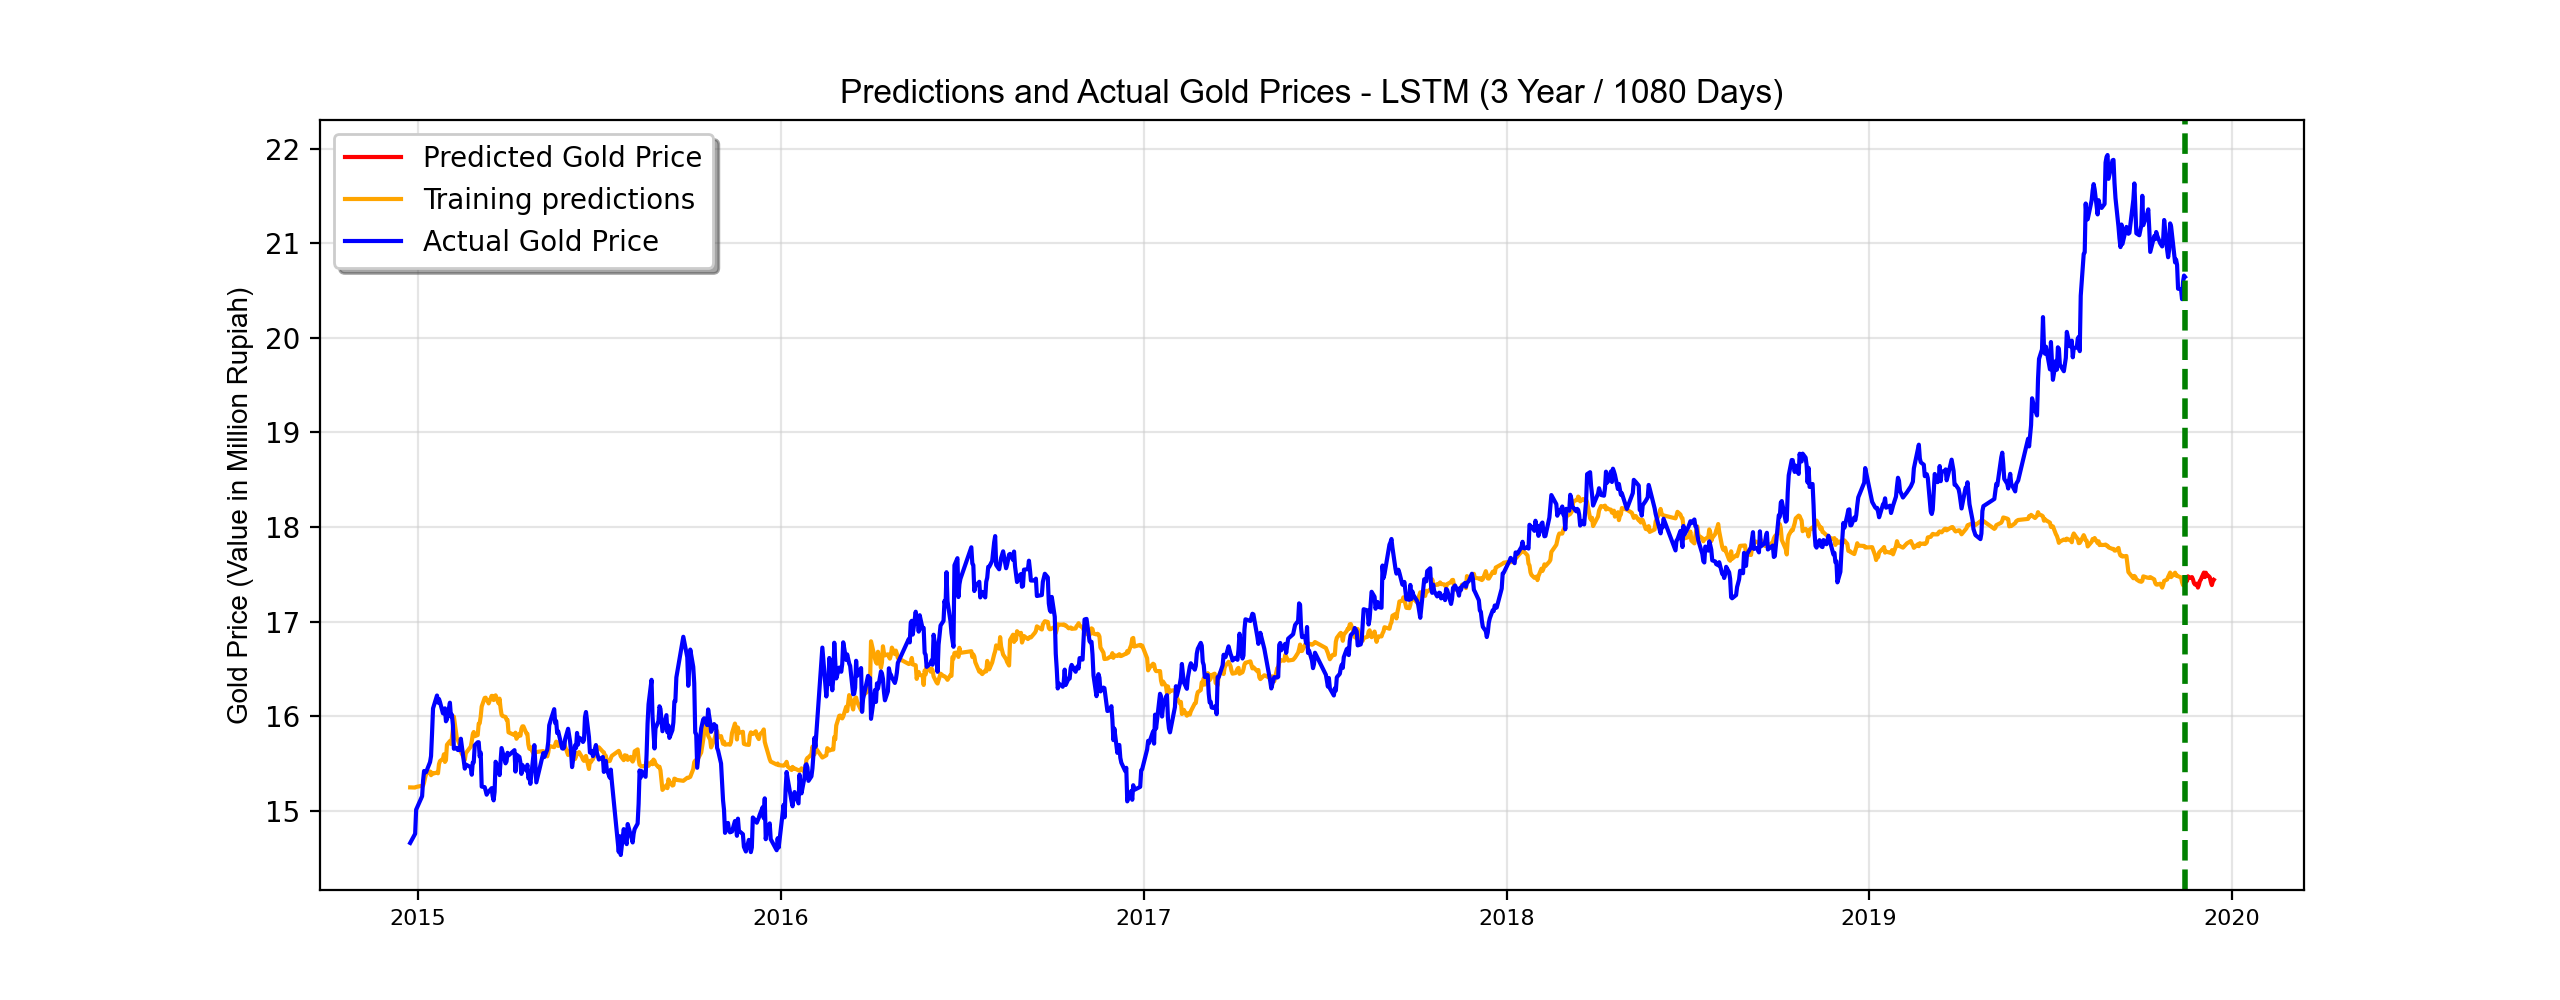 Predictions and Actual Gold Prices - LSTM (3 Year / 1080 Days)
Predicted Gold Price
Training predictions
Actual Gold Price
Gold Price (Value in Million Rupiah)
22
21
20
19
18
17
16
15
2015
2016
2017
2018
2019
2020